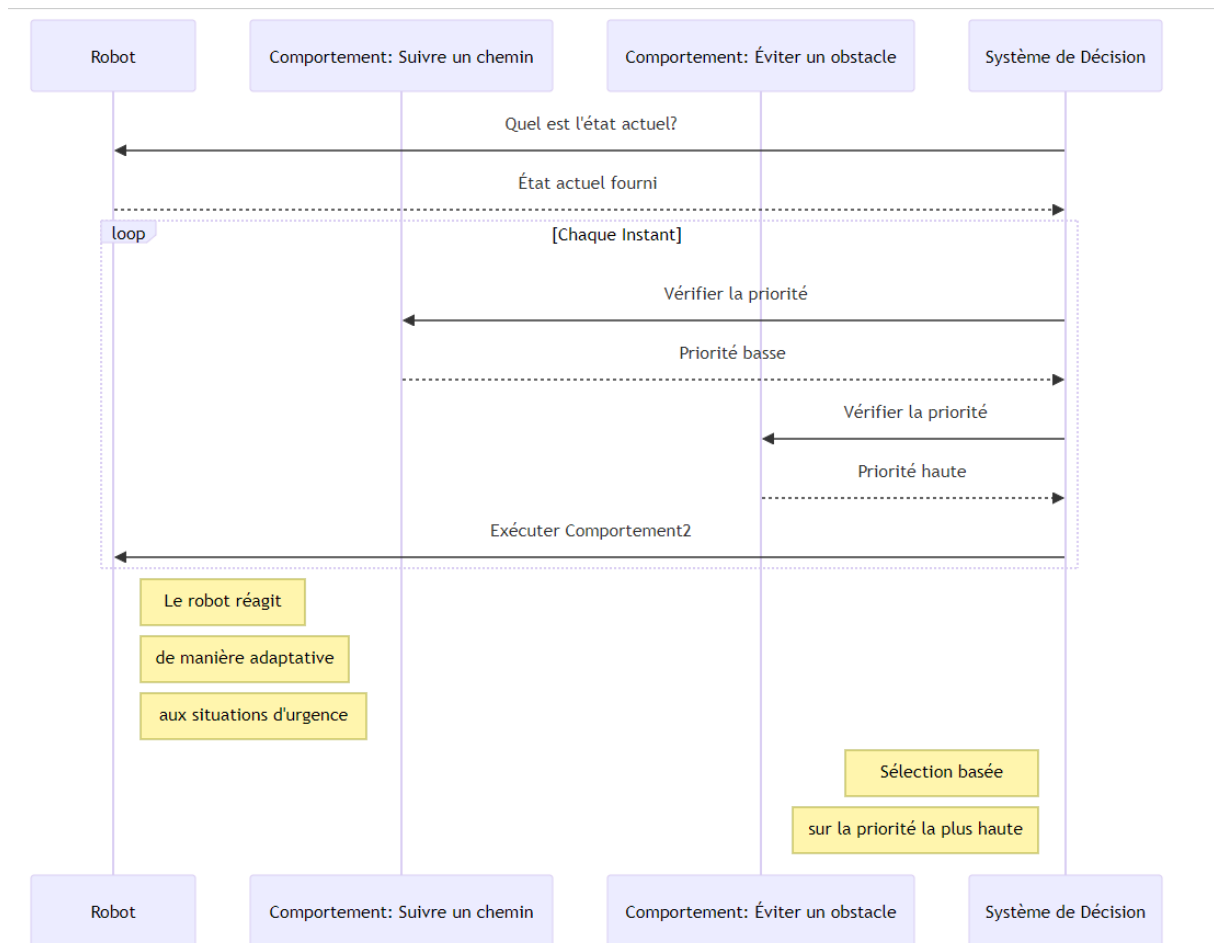 Robot
Comportement: Suivre un chemin
Comportement: Éviter un obstacle
Système de Décision
Quel est l'état actuel?
État actuel fourni
loop
[Chaque Instant]
Vérifier la priorité
Priorité basse
Vérifier la priorité
Priorité haute
Exécuter Comportement2
Le robot réagit
de manière adaptative
aux situations d'urgence
Sélection basée
sur la priorité la plus haute
Robot
Comportement: Suivre un chemin
Comportement: Éviter un obstacle
Système de Décision